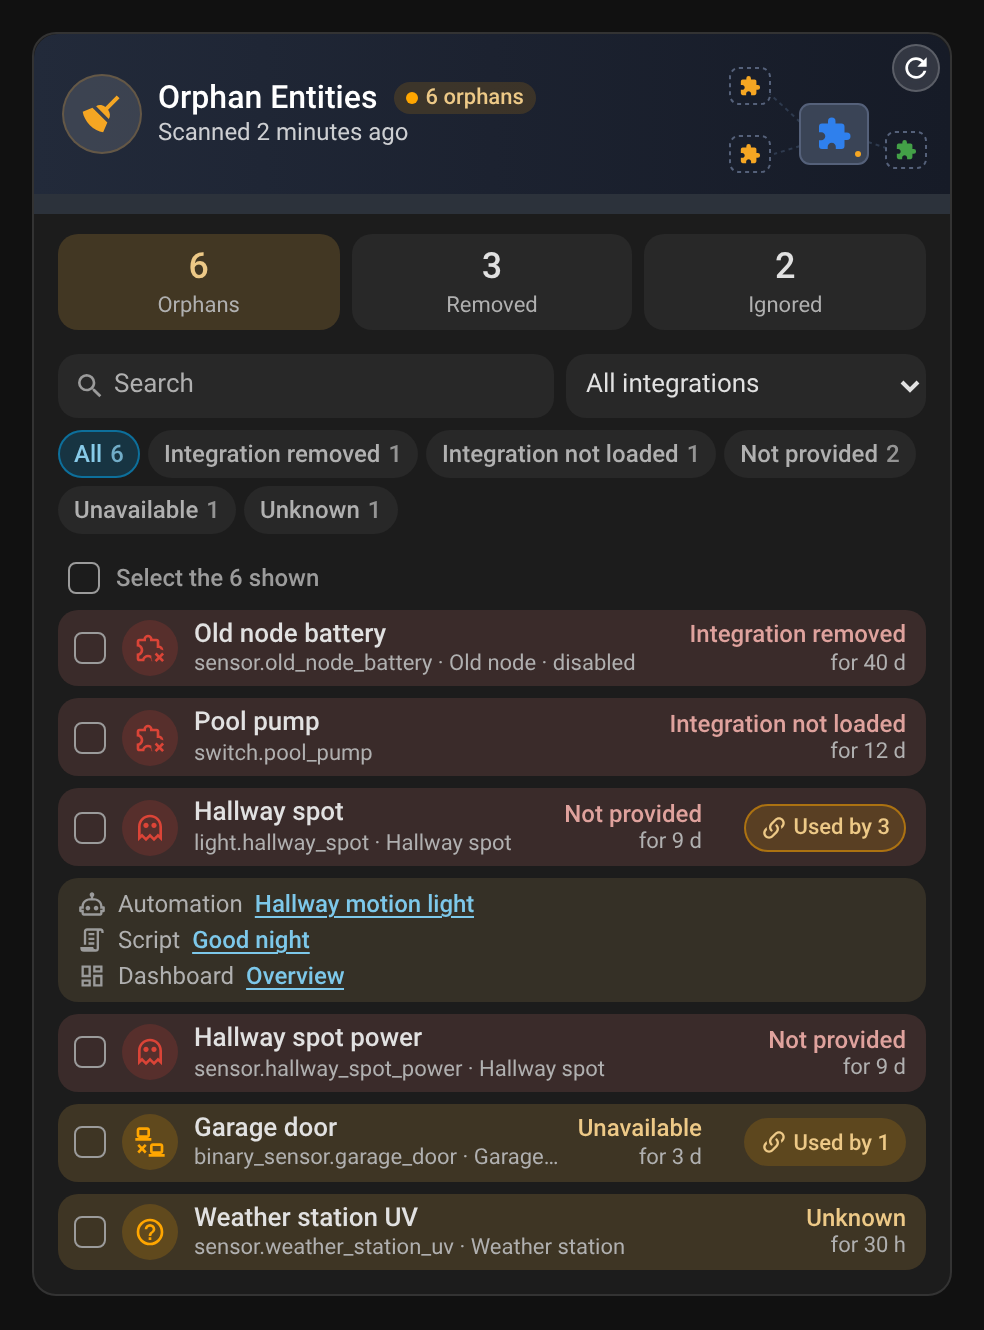 Orphan Entities
6 orphans
Scanned 2 minutes ago
6
Orphans
3
Removed
2
Ignored
Search
All integrations
All 6
Integration removed 1
Integration not loaded 1
Not provided 2
Unavailable 1
Unknown 1
Select the 6 shown
Old node battery
Integration removed
sensor.old_node_battery · Old node · disabled
for 40 d
Pool pump
Integration not loaded
switch.pool_pump
for 12 d
Hallway spot
Not provided
light.hallway_spot · Hallway spot
for 9 d
Used by 3
Automation Hallway motion light
Script Good night
Dashboard Overview
Hallway spot power
Not provided
sensor.hallway_spot_power · Hallway spot
for 9 d
Garage door
Unavailable
binary_sensor.garage_door · Garage...
for 3 d
Used by 1
Weather station UV
Unknown
sensor.weather_station_uv · Weather station
for 30 h